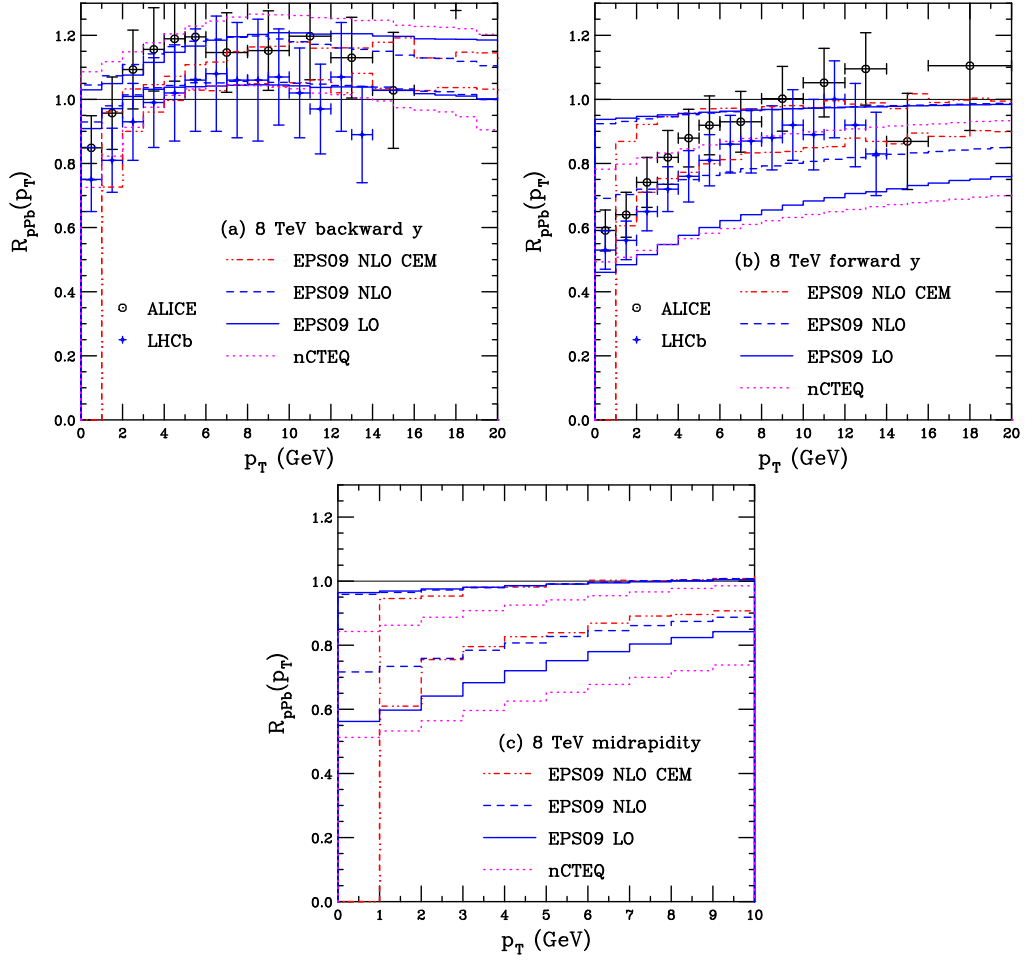 R_pPb(p_T)
1.2
1.0
0.8
0.6
0.4
0.2
0.0
(a) 8 TeV backward y
EPS09 NLO CEM
EPS09 NLO
EPS09 LO
nCTEQ
ALICE
LHCb
0 2 4 6 8 10 12 14 16 18 20
p_T (GeV)
R_pPb(p_T)
1.2
1.0
0.8
0.6
0.4
0.2
0.0
(b) 8 TeV forward y
EPS09 NLO CEM
EPS09 NLO
EPS09 LO
nCTEQ
ALICE
LHCb
0 2 4 6 8 10 12 14 16 18 20
p_T (GeV)
R_pPb(p_T)
1.2
1.0
0.8
0.6
0.4
0.2
0.0
(c) 8 TeV midrapidity
EPS09 NLO CEM
EPS09 NLO
EPS09 LO
nCTEQ
0 1 2 3 4 5 6 7 8 9 10
p_T (GeV)